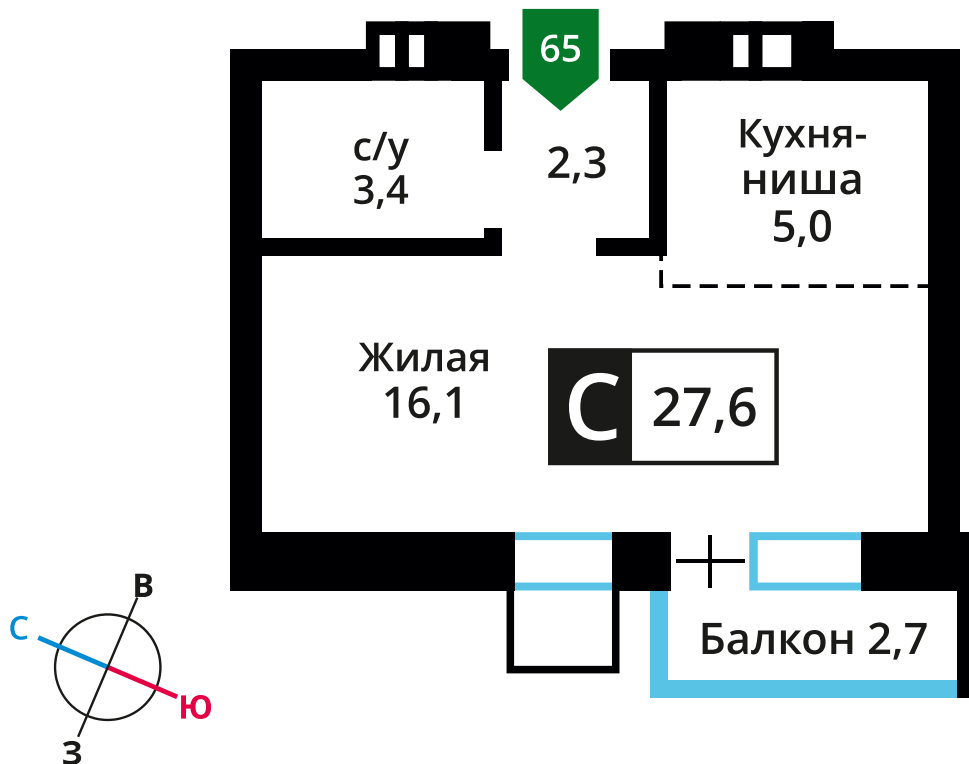 65
с/у
3,4
2,3
Кухня-
ниша
5,0
Жилая
16,1
С 27,6
Балкон 2,7
В
С
Ю
З